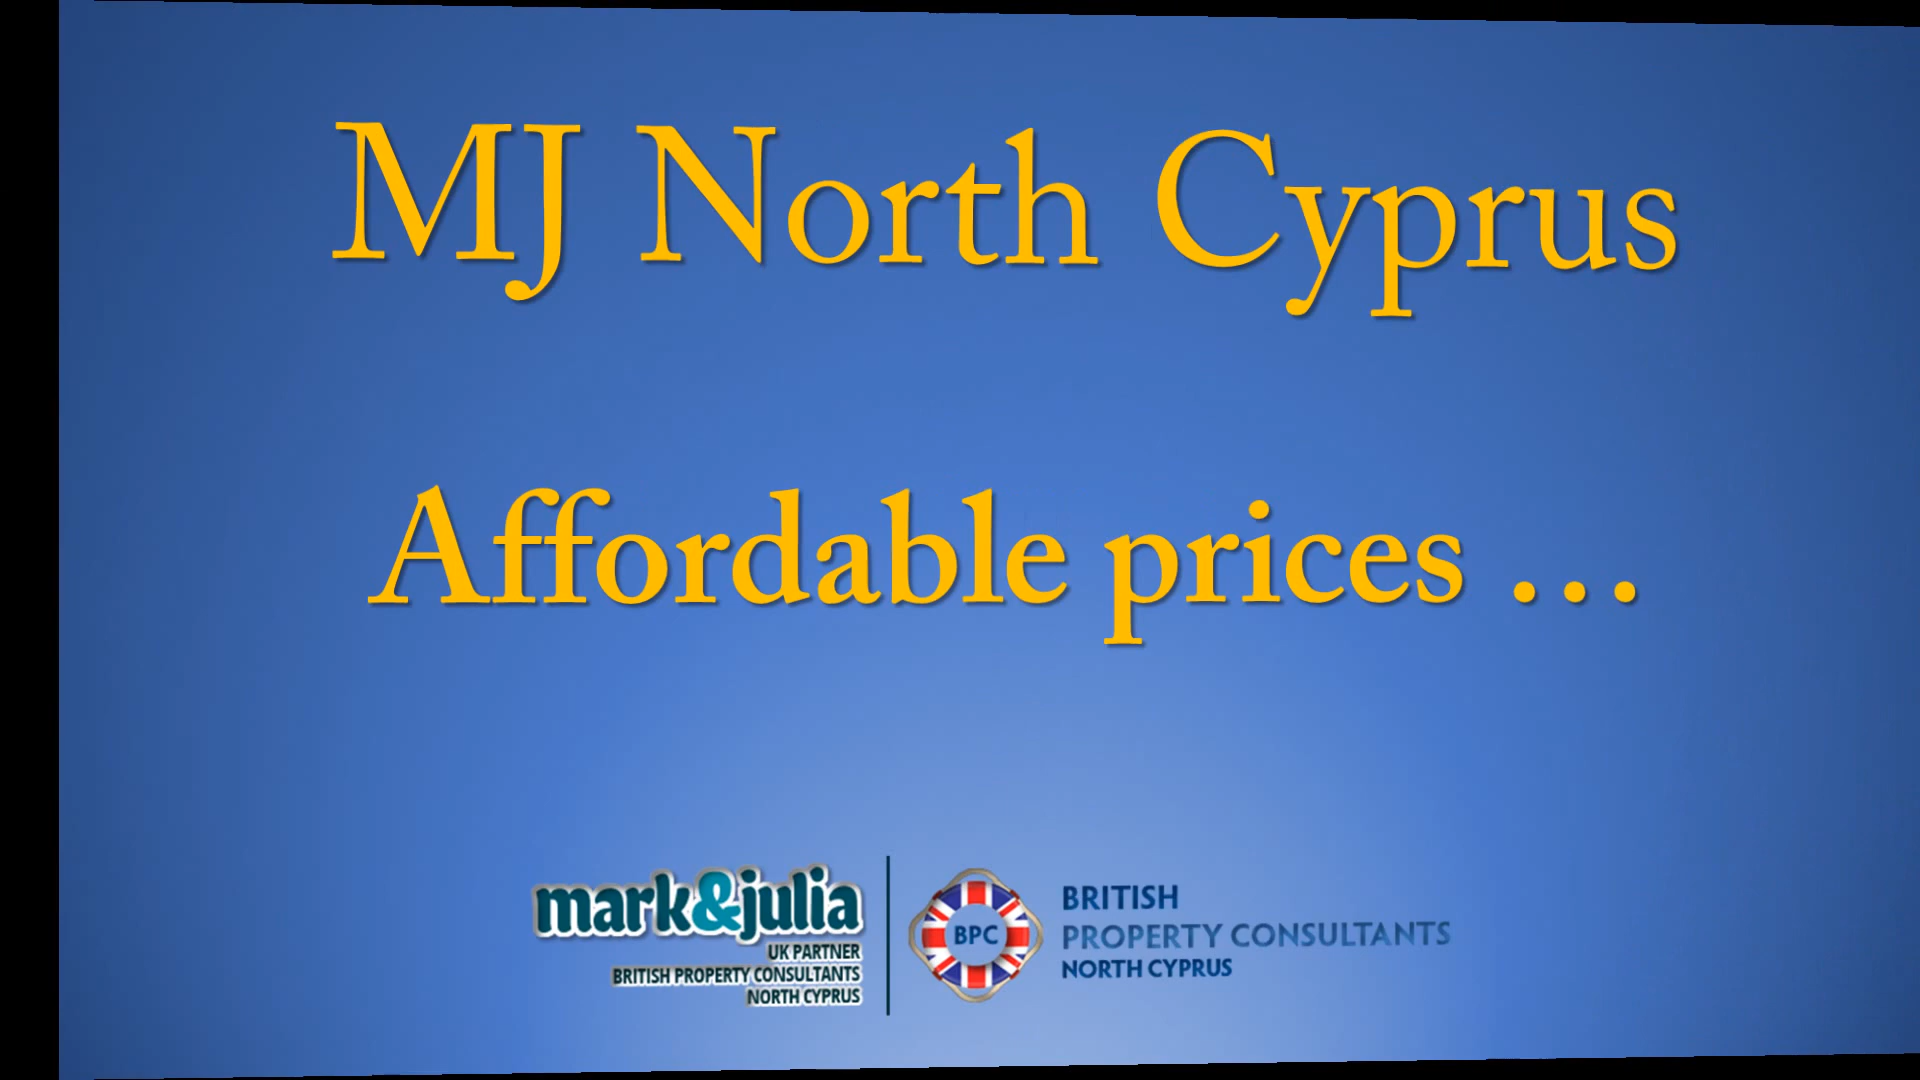 MJ North Cyprus
Affordable prices ...
mark&julia
UK PARTNER
BRITISH PROPERTY CONSULTANTS
NORTH CYPRUS
BPC
BRITISH
PROPERTY CONSULTANTS
NORTH CYPRUS